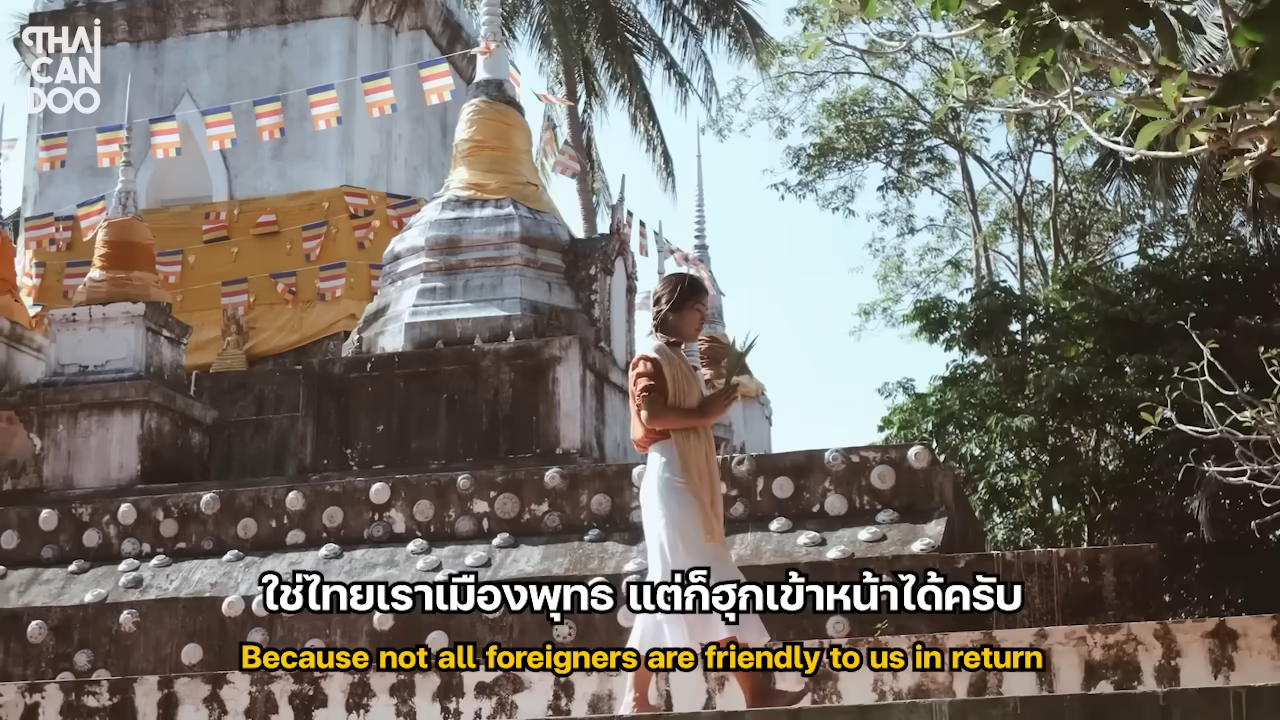 THAi
CAN
DOO
ใช่ไทยเราเมืองพุทธ แต่ก็ฮุกเข้าหน้าได้ครับ
Because not all foreigners are friendly to us in return